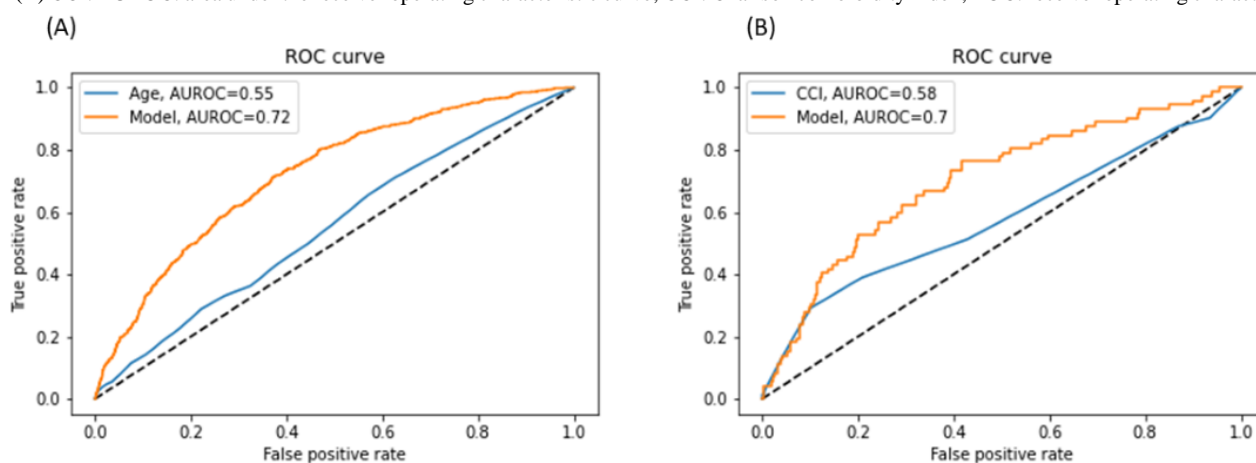 (A)
ROC curve
Age, AUROC=0.55
Model, AUROC=0.72
1.0
0.8
0.6
0.4
0.2
0.0
True positive rate
0.0 0.2 0.4 0.6 0.8 1.0
False positive rate
(B)
ROC curve
CCI, AUROC=0.58
Model, AUROC=0.7
1.0
0.8
0.6
0.4
0.2
0.0
True positive rate
0.0 0.2 0.4 0.6 0.8 1.0
False positive rate